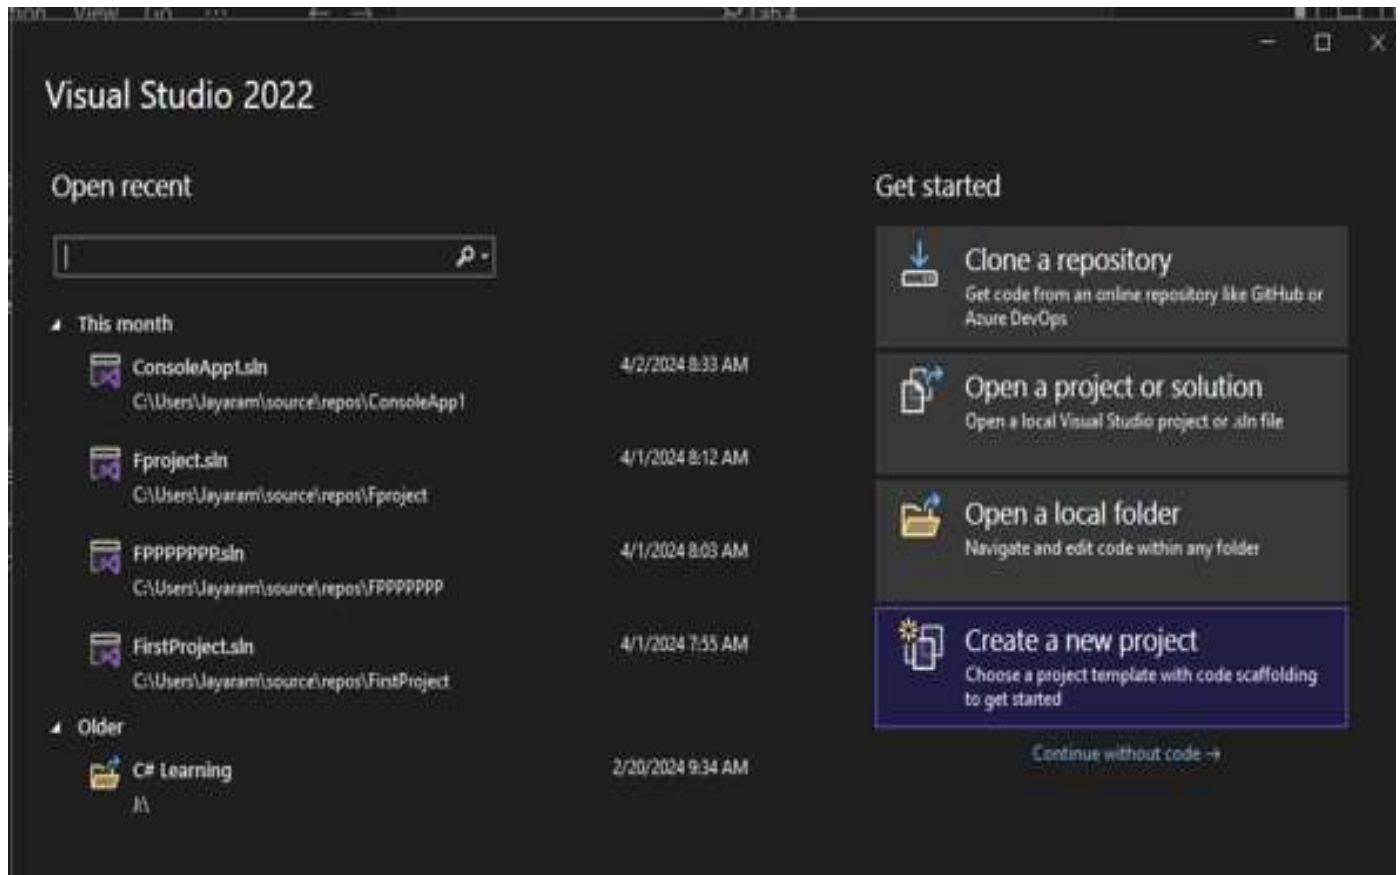 View Go ...
Lab 4
Visual Studio 2022
Open recent
This month
ConsoleApp1.sln 4/2/2024 8:33 AM
C:\Users\Jayaram\source\repos\ConsoleApp1
Fproject.sln 4/1/2024 8:12 AM
C:\Users\Jayaram\source\repos\Fproject
FPPPPPPP.sln 4/1/2024 8:03 AM
C:\Users\Jayaram\source\repos\FPPPPPPP
FirstProject.sln 4/1/2024 7:55 AM
C:\Users\Jayaram\source\repos\FirstProject
Older
C# Learning 2/20/2024 9:34 AM
J:\
Get started
Clone a repository
Get code from an online repository like GitHub or
Azure DevOps
Open a project or solution
Open a local Visual Studio project or .sln file
Open a local folder
Navigate and edit code within any folder
Create a new project
Choose a project template with code scaffolding
to get started
Continue without code →